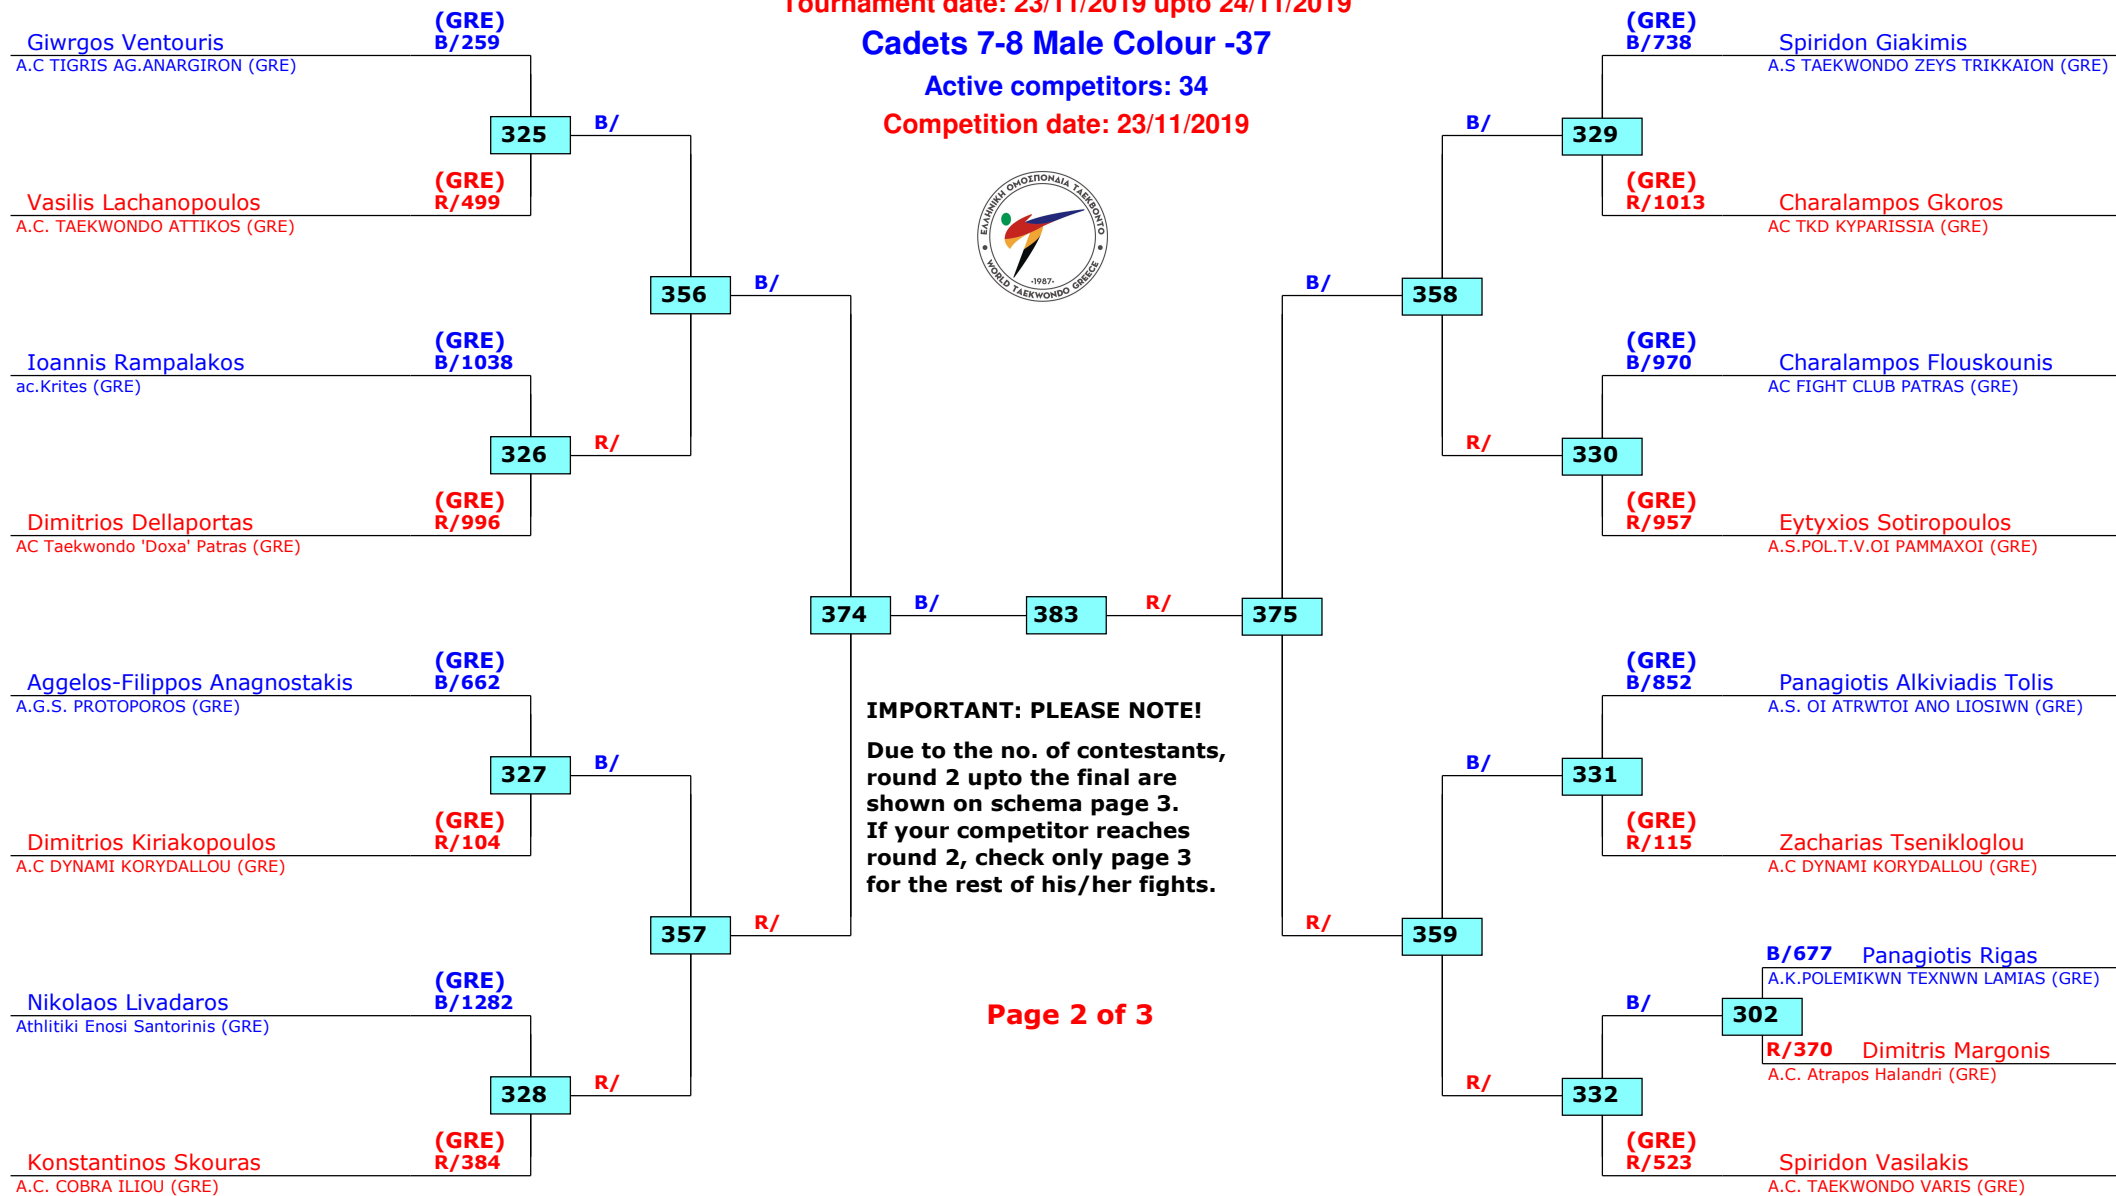 Tournament date: 23/11/2019 upto 24/11/2019
Cadets 7-8 Male Colour -37
Active competitors: 34
Competition date: 23/11/2019
ΕΛΛΗΝΙΚΗ ΟΜΟΣΠΟΝΔΙΑ ΤΑΕΚΒΟΝΤΟ
-1987-
WORLD TAEKWONDO GREECE
(GRE)
Giwrgos Ventouris B/259
A.C TIGRIS AG.ANARGIRON (GRE)
325 B/
(GRE)
Vasilis Lachanopoulos R/499
A.C. TAEKWONDO ATTIKOS (GRE)
356 B/
(GRE)
Ioannis Rampalakos B/1038
ac.Krites (GRE)
326 R/
(GRE)
Dimitrios Dellaportas R/996
AC Taekwondo 'Doxa' Patras (GRE)
374 B/ 383 R/ 375
(GRE)
Aggelos-Filippos Anagnostakis B/662
A.G.S. PROTOPOROS (GRE)
327 B/
(GRE)
Dimitrios Kiriakopoulos R/104
A.C DYNAMI KORYDALLOU (GRE)
357 R/
(GRE)
Nikolaos Livadaros B/1282
Athlitiki Enosi Santorinis (GRE)
328 R/
(GRE)
Konstantinos Skouras R/384
A.C. COBRA ILIOU (GRE)
IMPORTANT: PLEASE NOTE!
Due to the no. of contestants,
round 2 upto the final are
shown on schema page 3.
If your competitor reaches
round 2, check only page 3
for the rest of his/her fights.
Page 2 of 3
(GRE)
B/738 Spiridon Giakimis
A.S TAEKWONDO ZEYS TRIKKAION (GRE)
B/ 329
(GRE)
R/1013 Charalampos Gkoros
AC TKD KYPARISSIA (GRE)
B/ 358
(GRE)
B/970 Charalampos Flouskounis
AC FIGHT CLUB PATRAS (GRE)
R/ 330
(GRE)
R/957 Eytyxios Sotiropoulos
A.S.POL.T.V.OI PAMMAXOI (GRE)
(GRE)
B/852 Panagiotis Alkiviadis Tolis
A.S. OI ATRWTOI ANO LIOSIWN (GRE)
B/ 331
(GRE)
R/115 Zacharias Tsenikloglou
A.C DYNAMI KORYDALLOU (GRE)
R/ 359
B/677 Panagiotis Rigas
A.K.POLEMIKWN TEXNWN LAMIAS (GRE)
B/ 302
R/370 Dimitris Margonis
A.C. Atrapos Halandri (GRE)
R/ 332
(GRE)
R/523 Spiridon Vasilakis
A.C. TAEKWONDO VARIS (GRE)